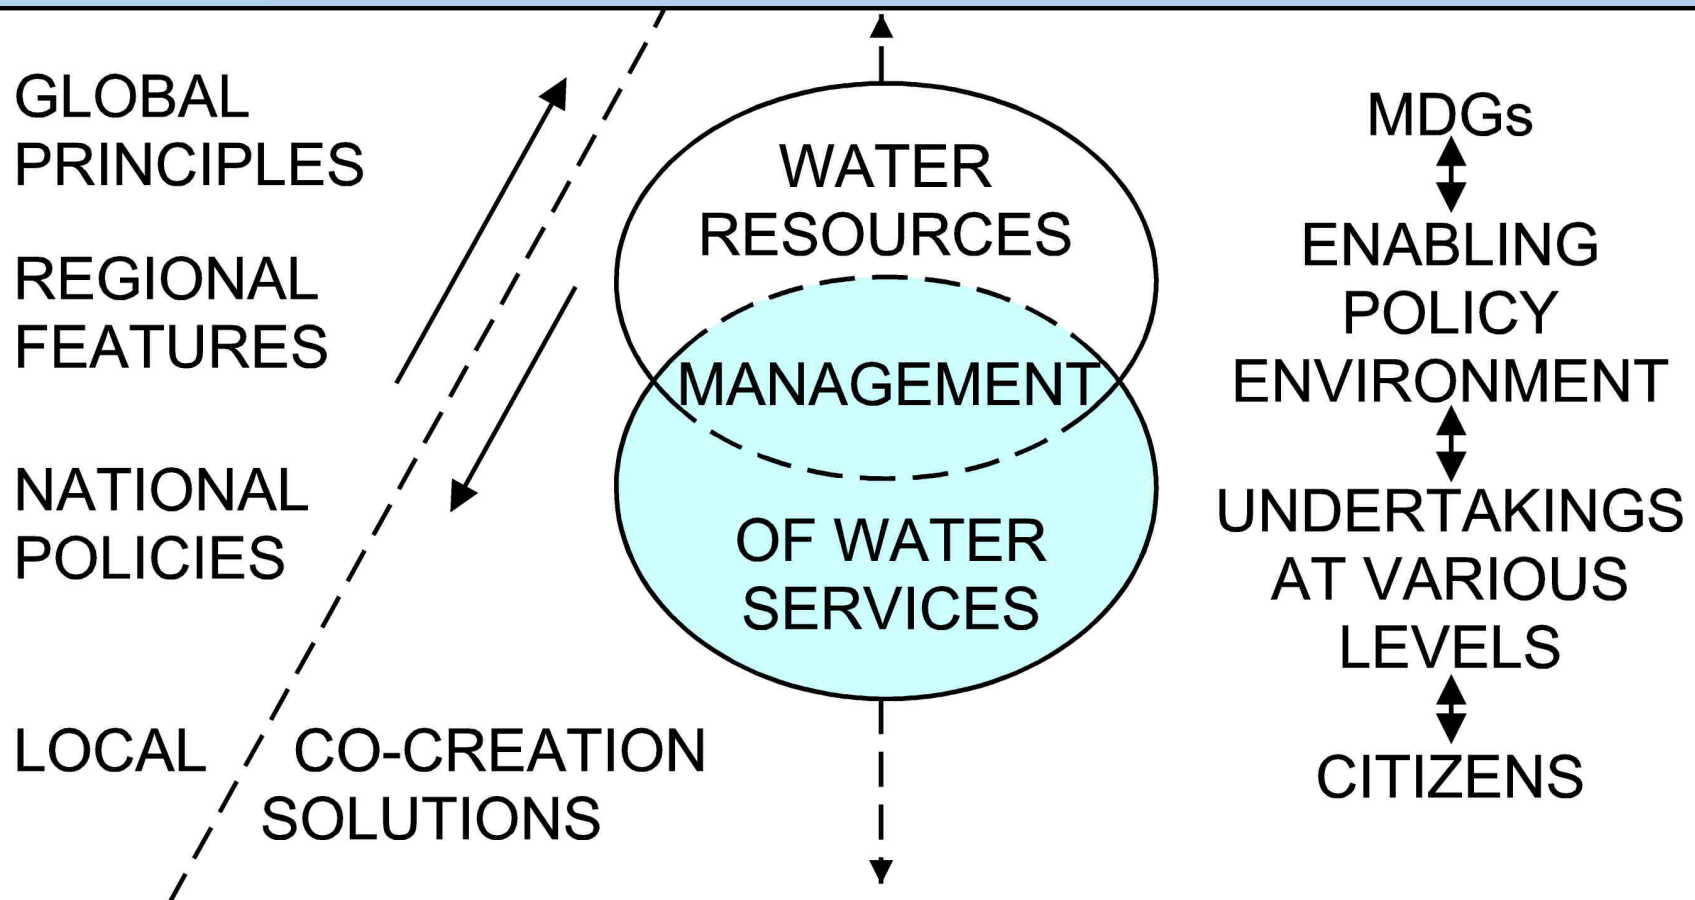 GLOBAL
PRINCIPLES
REGIONAL
FEATURES
NATIONAL
POLICIES
LOCAL CO-CREATION
SOLUTIONS
WATER
RESOURCES
MANAGEMENT
OF WATER
SERVICES
MDGs
ENABLING
POLICY
ENVIRONMENT
UNDERTAKINGS
AT VARIOUS
LEVELS
CITIZENS